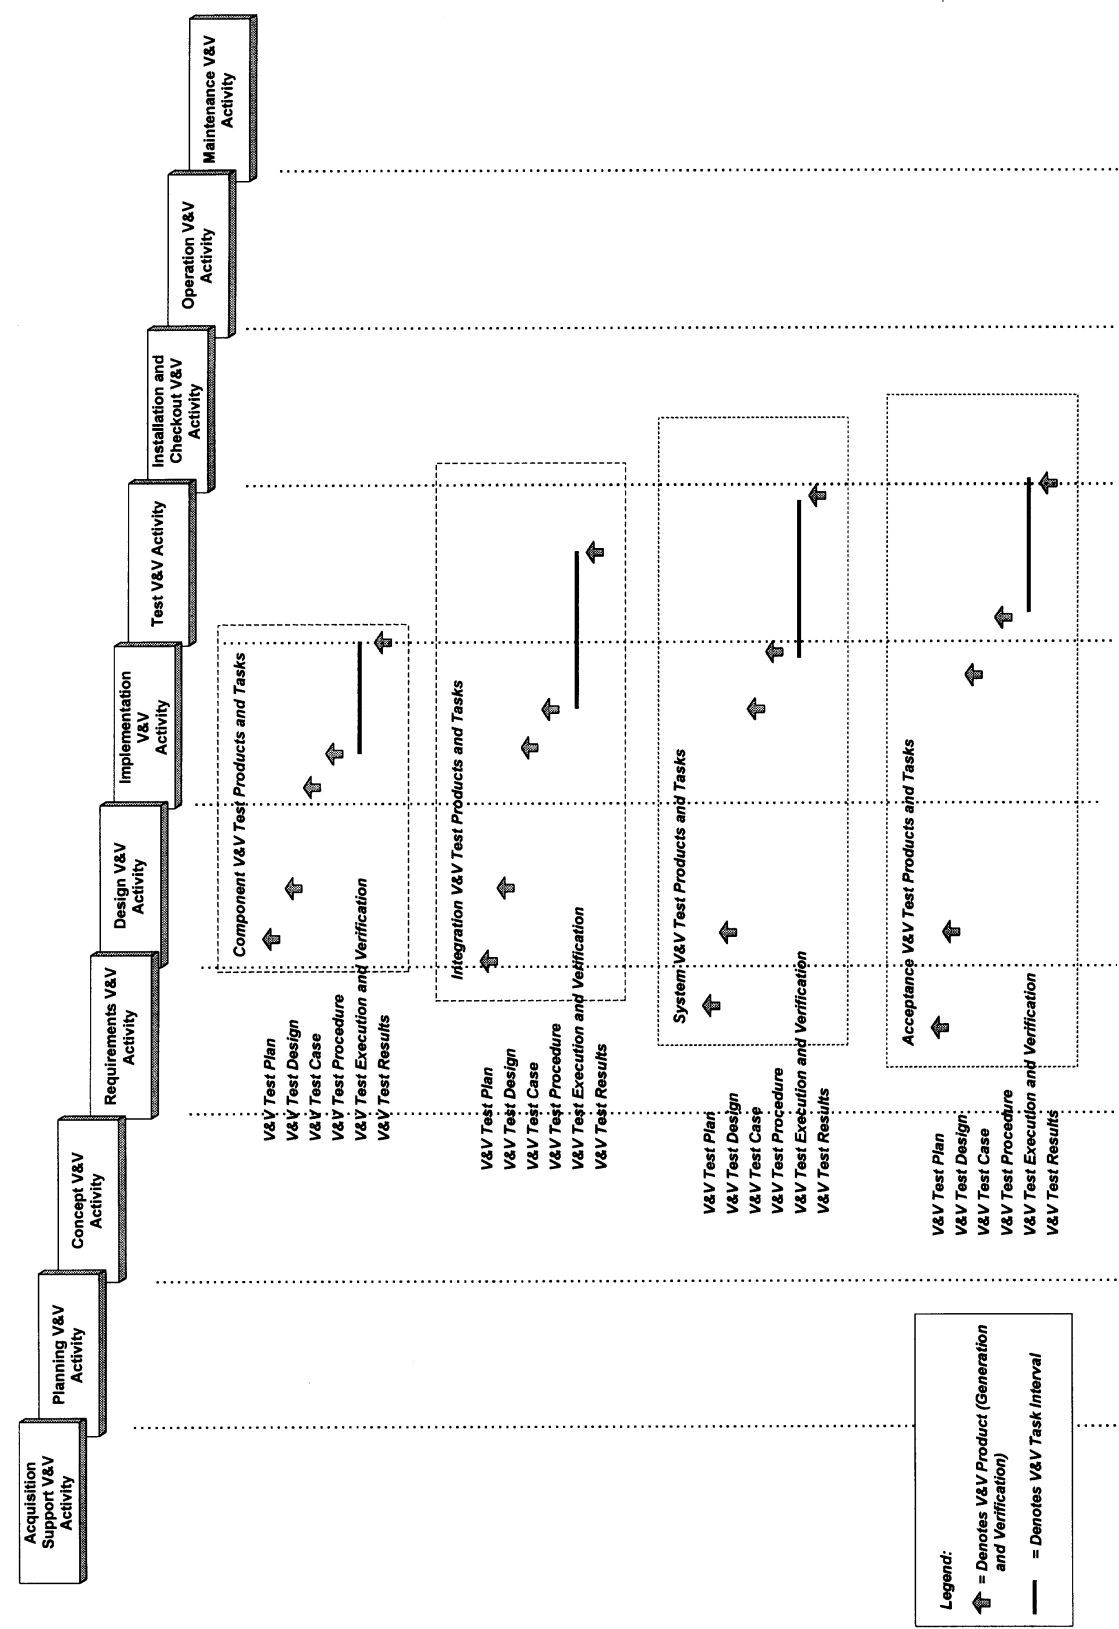 Acquisition
Support V&V
Activity
Planning V&V
Activity
Concept V&V
Activity
Requirements V&V
Activity
Design V&V
Activity
Implementation
V&V
Activity
Test V&V Activity
Installation and
Checkout V&V
Activity
Operation V&V
Activity
Maintenance V&V
Activity
Component V&V Test Products and Tasks
V&V Test Plan
V&V Test Design
V&V Test Case
V&V Test Procedure
V&V Test Execution and Verification
V&V Test Results
Integration V&V Test Products and Tasks
V&V Test Plan
V&V Test Design
V&V Test Case
V&V Test Procedure
V&V Test Execution and Verification
V&V Test Results
System V&V Test Products and Tasks
V&V Test Plan
V&V Test Design
V&V Test Case
V&V Test Procedure
V&V Test Execution and Verification
V&V Test Results
Acceptance V&V Test Products and Tasks
V&V Test Plan
V&V Test Design
V&V Test Case
V&V Test Procedure
V&V Test Execution and Verification
V&V Test Results
Legend:
= Denotes V&V Product (Generation
and Verification)
= Denotes V&V Task Interval